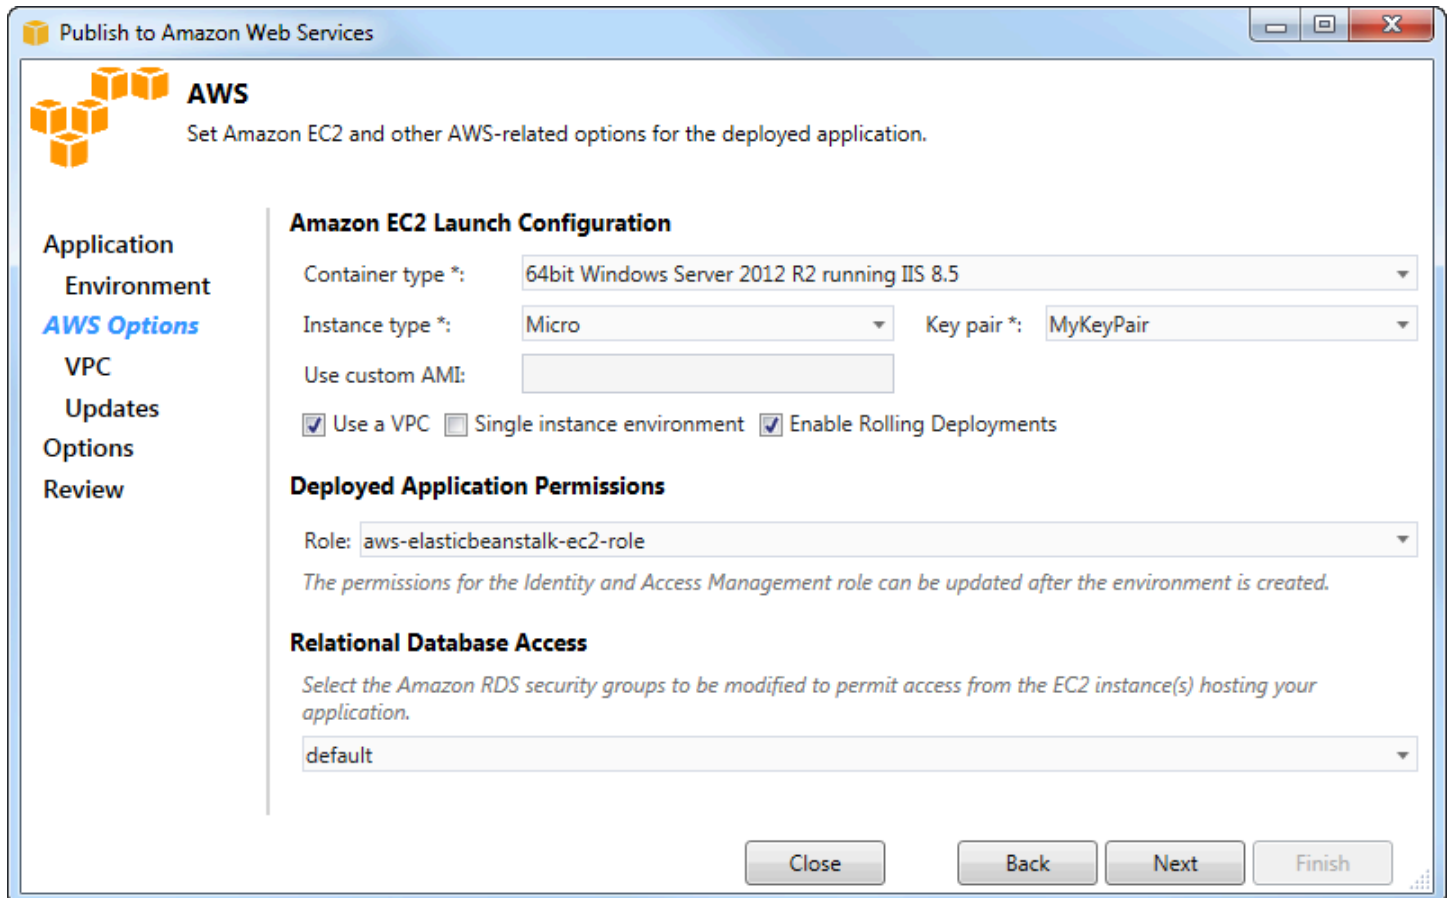 Publish to Amazon Web Services
AWS
Set Amazon EC2 and other AWS-related options for the deployed application.
Application
Environment
AWS Options
VPC
Updates
Options
Review
Amazon EC2 Launch Configuration
Container type *: 64bit Windows Server 2012 R2 running IIS 8.5
Instance type *: Micro Key pair *: MyKeyPair
Use custom AMI:
Use a VPC Single instance environment Enable Rolling Deployments
Deployed Application Permissions
Role: aws-elasticbeanstalk-ec2-role
The permissions for the Identity and Access Management role can be updated after the environment is created.
Relational Database Access
Select the Amazon RDS security groups to be modified to permit access from the EC2 instance(s) hosting your
application.
default
Close Back Next Finish